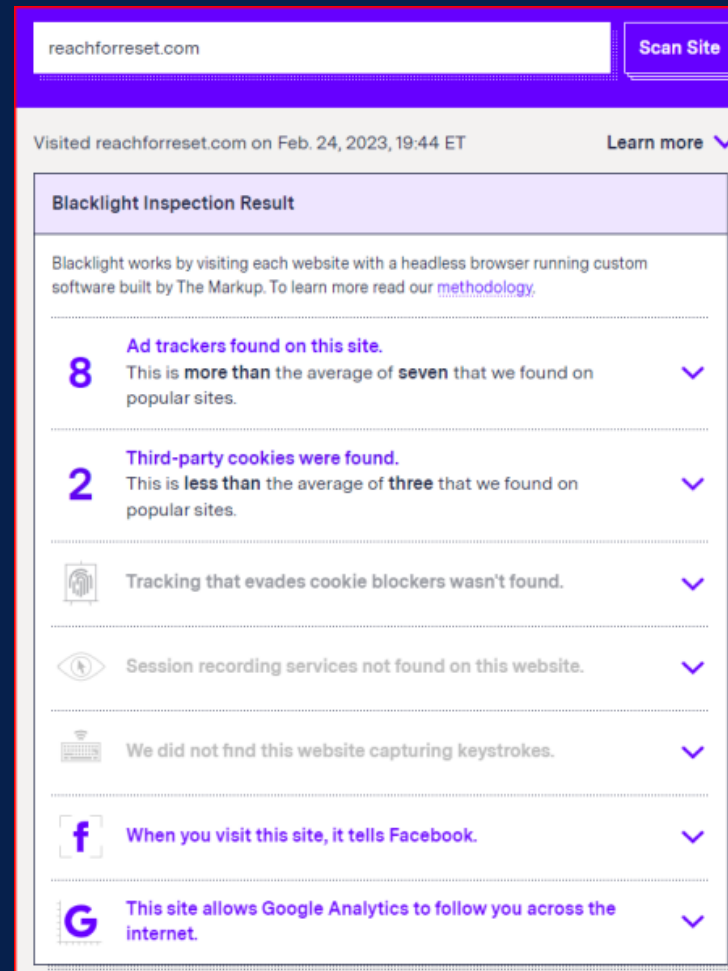 reachforreset.com
Scan Site
Visited reachforreset.com on Feb. 24, 2023, 19:44 ET
Learn more
Blacklight Inspection Result
Blacklight works by visiting each website with a headless browser running custom
software built by The Markup. To learn more read our methodology.
8
Ad trackers found on this site.
This is more than the average of seven that we found on
popular sites.
2
Third-party cookies were found.
This is less than the average of three that we found on
popular sites.
Tracking that evades cookie blockers wasn't found.
Session recording services not found on this website.
We did not find this website capturing keystrokes.
f
When you visit this site, it tells Facebook.
G
This site allows Google Analytics to follow you across the
internet.